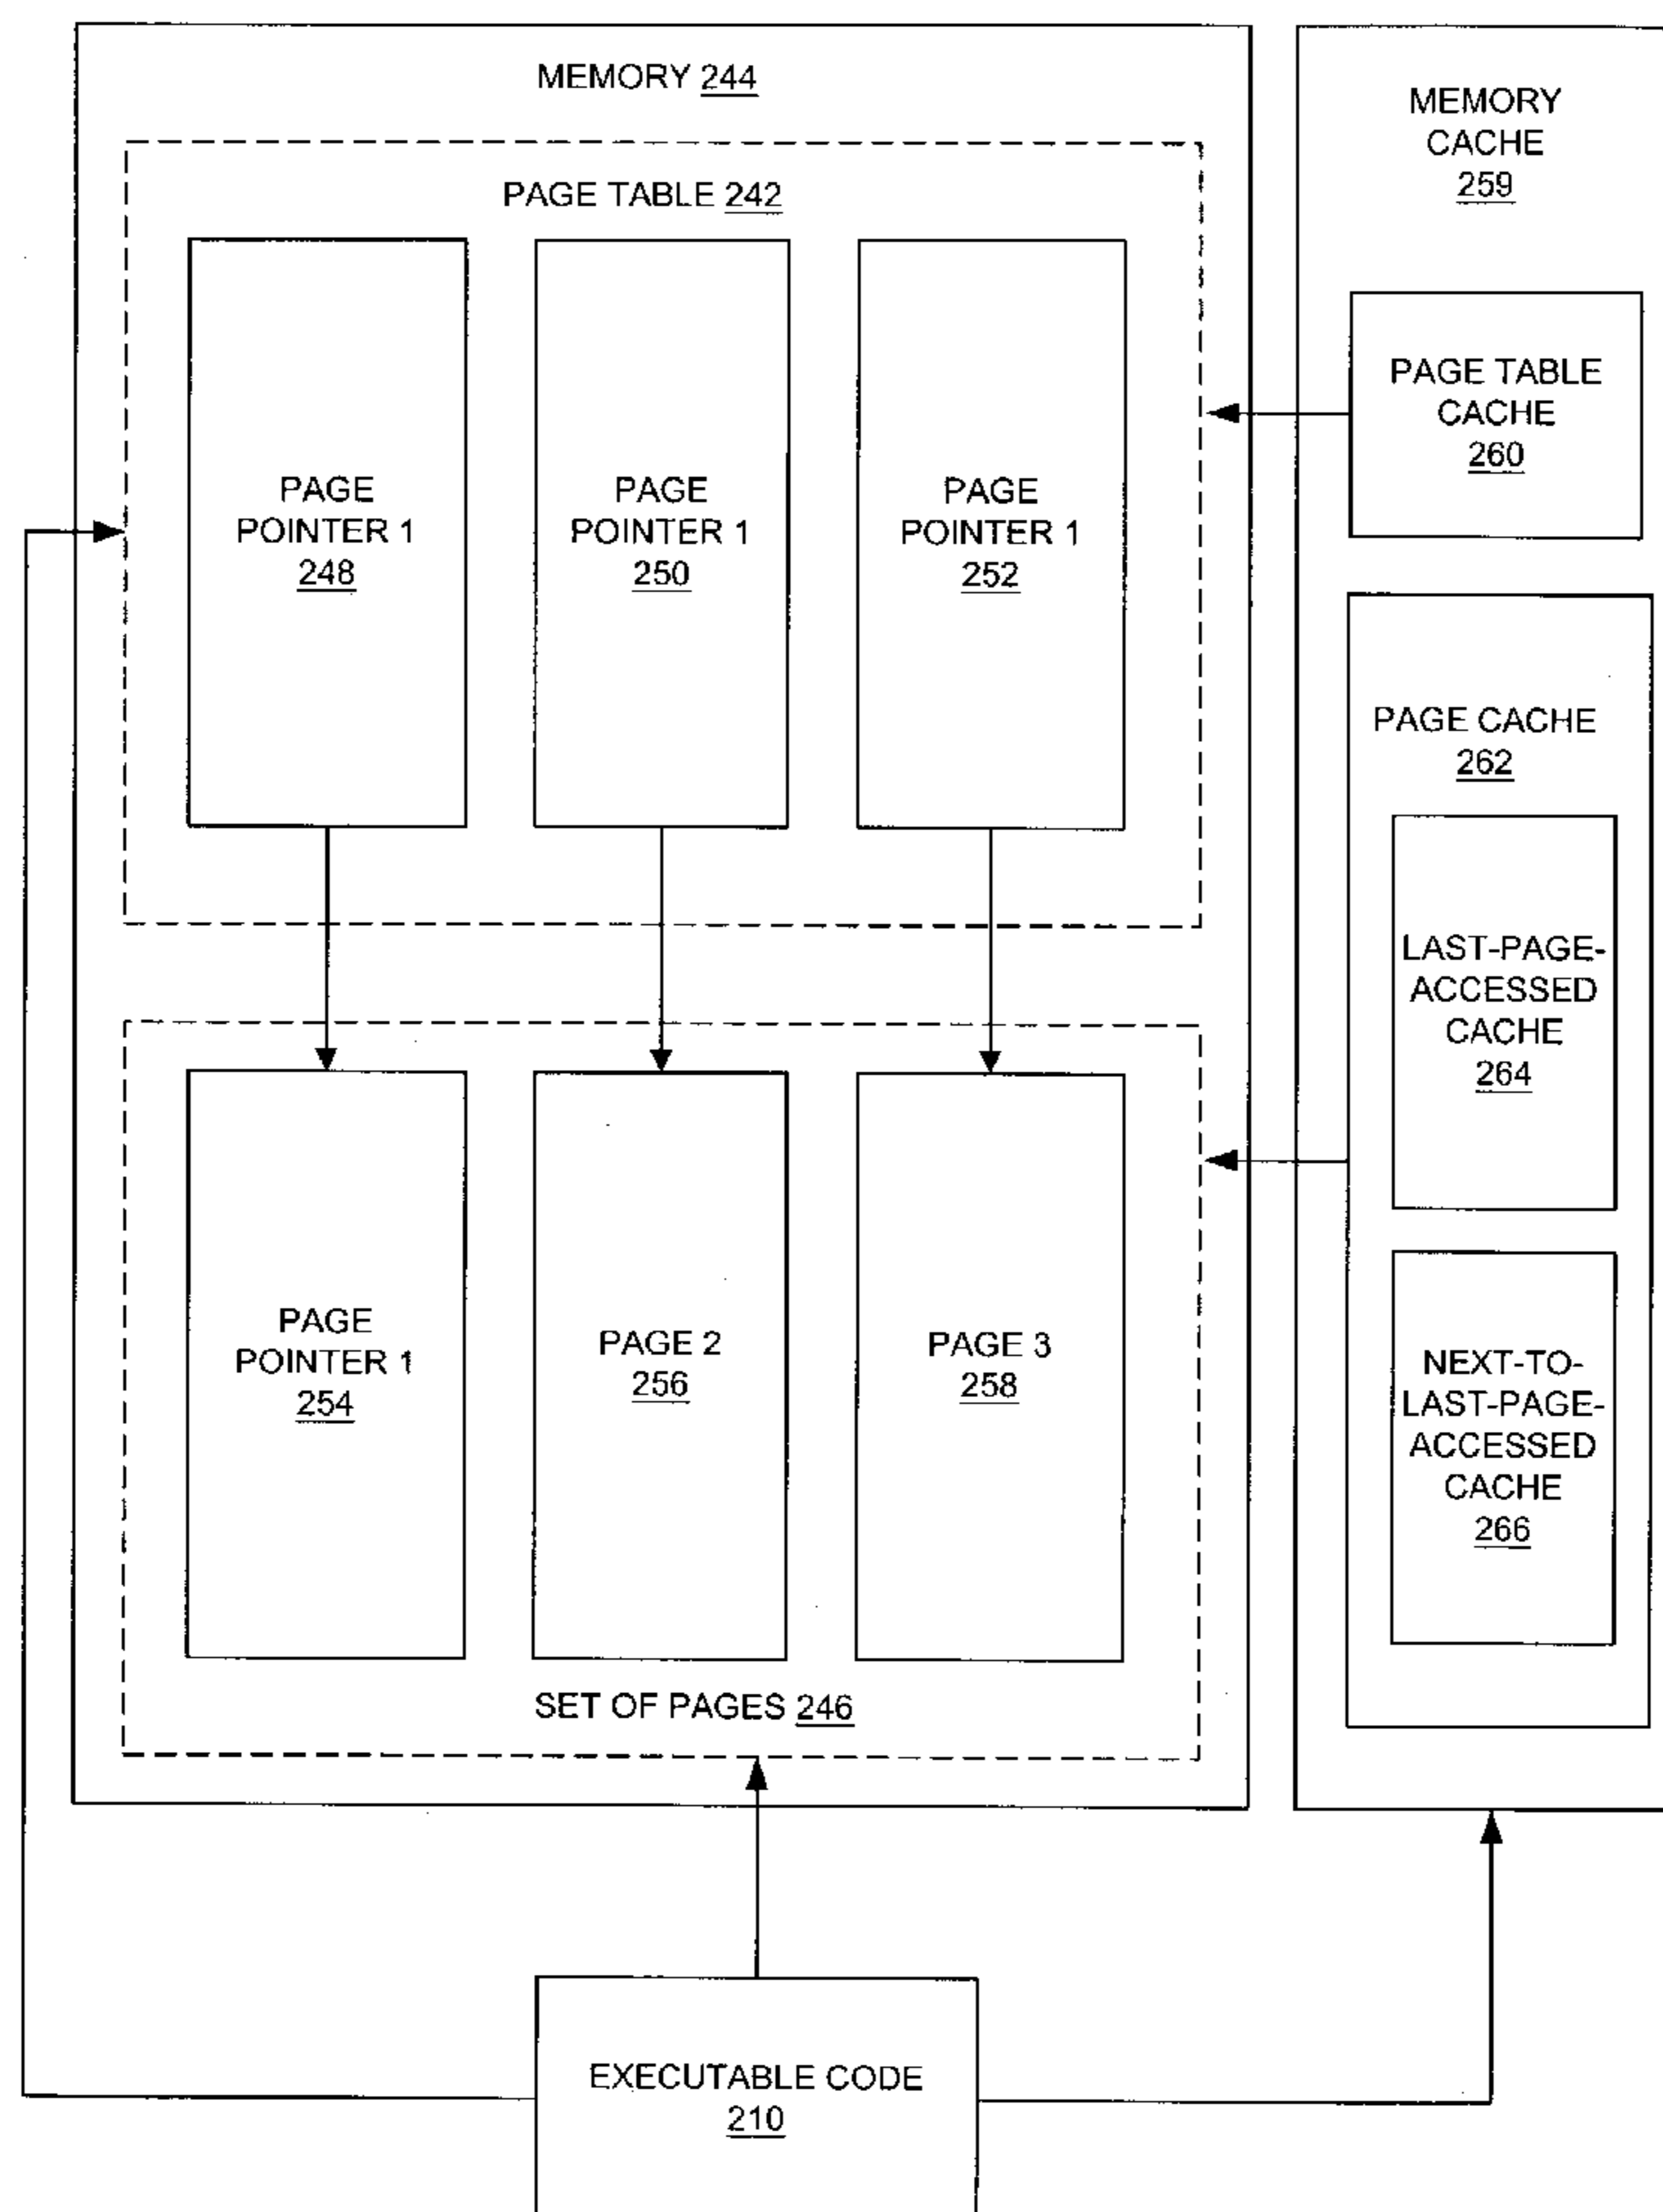 MEMORY 244
PAGE TABLE 242
PAGE
POINTER 1
248
PAGE
POINTER 1
250
PAGE
POINTER 1
252
PAGE
POINTER 1
254
PAGE 2
256
PAGE 3
258
SET OF PAGES 246
MEMORY
CACHE
259
PAGE TABLE
CACHE
260
PAGE CACHE
262
LAST-PAGE-
ACCESSED
CACHE
264
NEXT-TO-
LAST-PAGE-
ACCESSED
CACHE
266
EXECUTABLE CODE
210